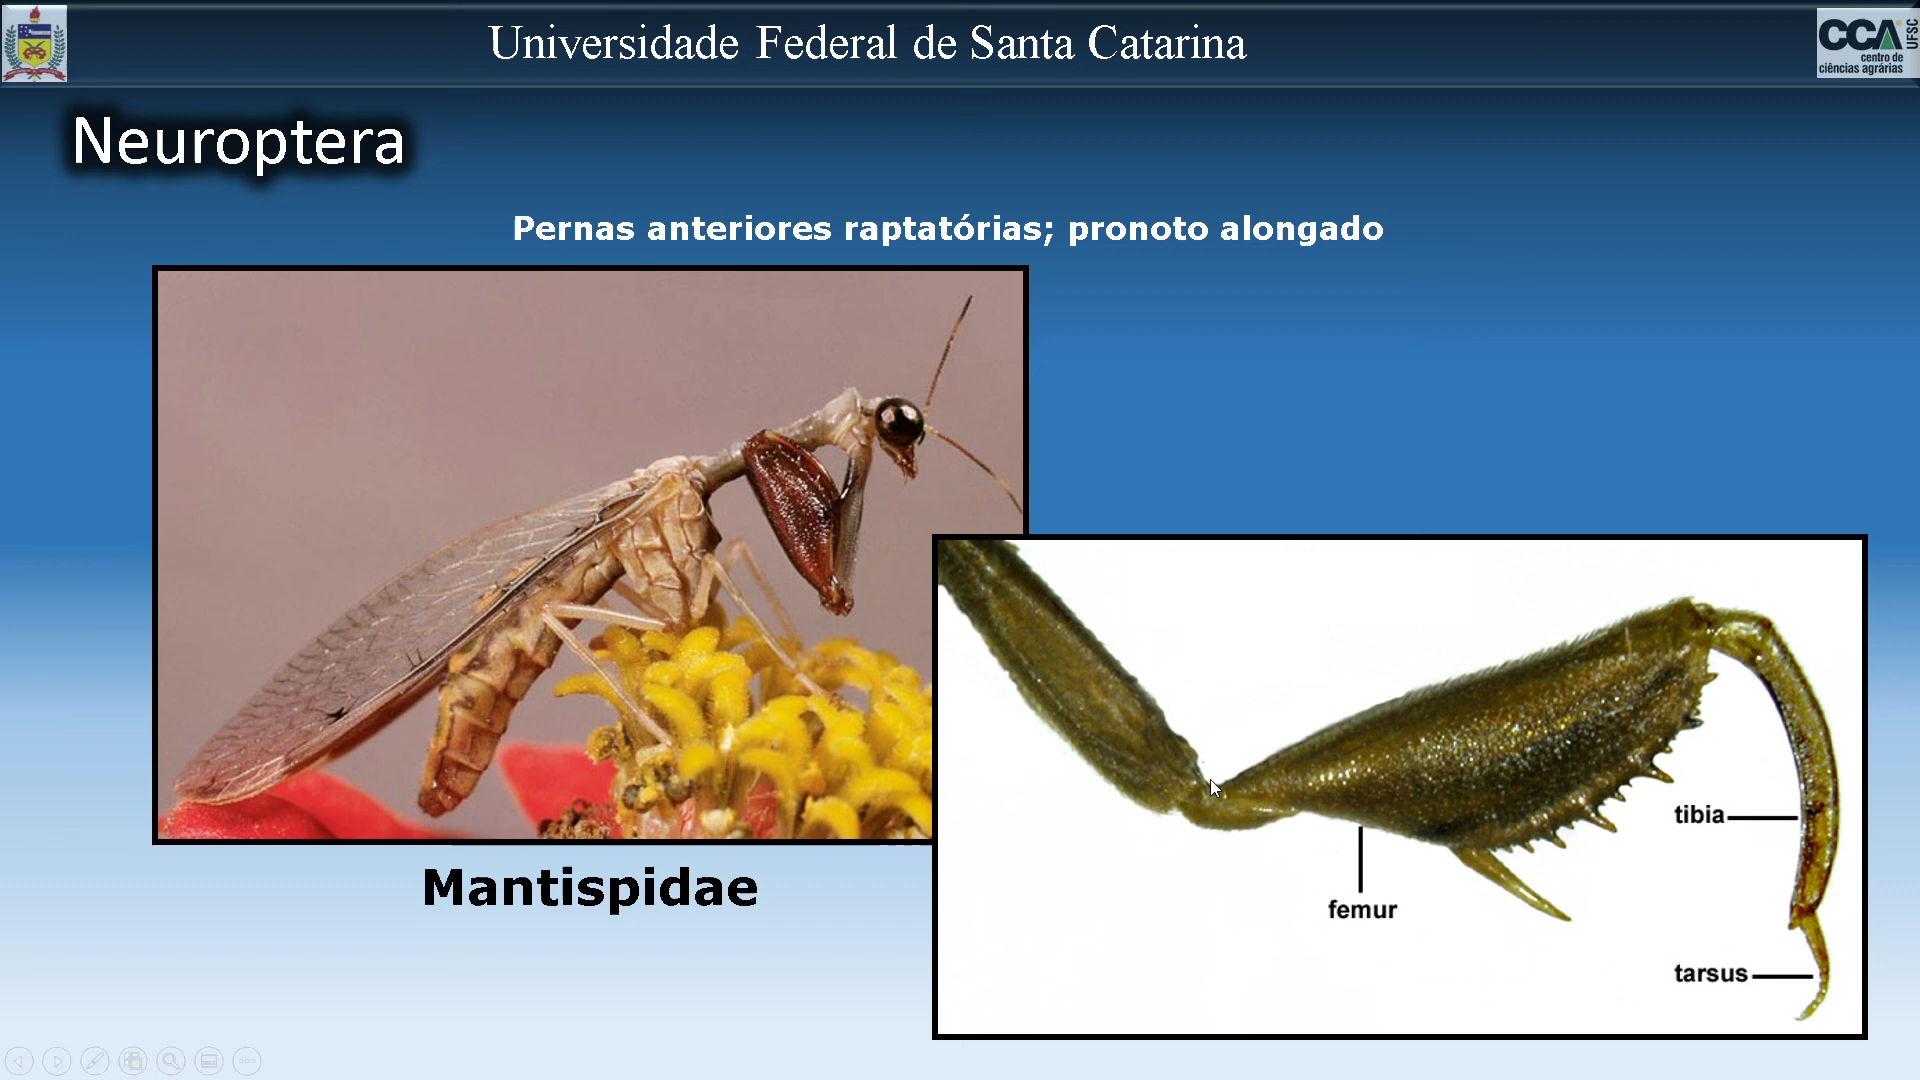 Universidade Federal de Santa Catarina
CCA
UFSC
centro de
ciências agrárias
Neuroptera
Pernas anteriores raptatórias; pronoto alongado
tibia
femur
tarsus
Mantispidae